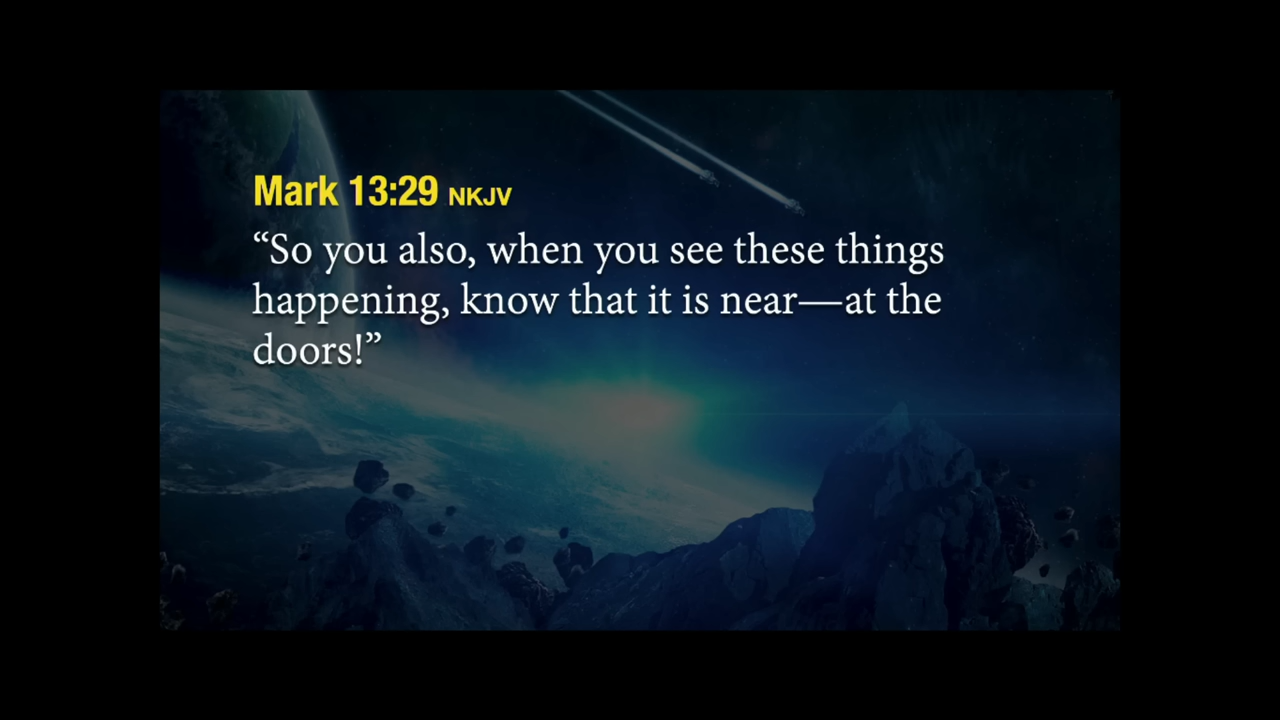 Mark 13:29 NKJV
“So you also, when you see these things
happening, know that it is near—at the
doors!”